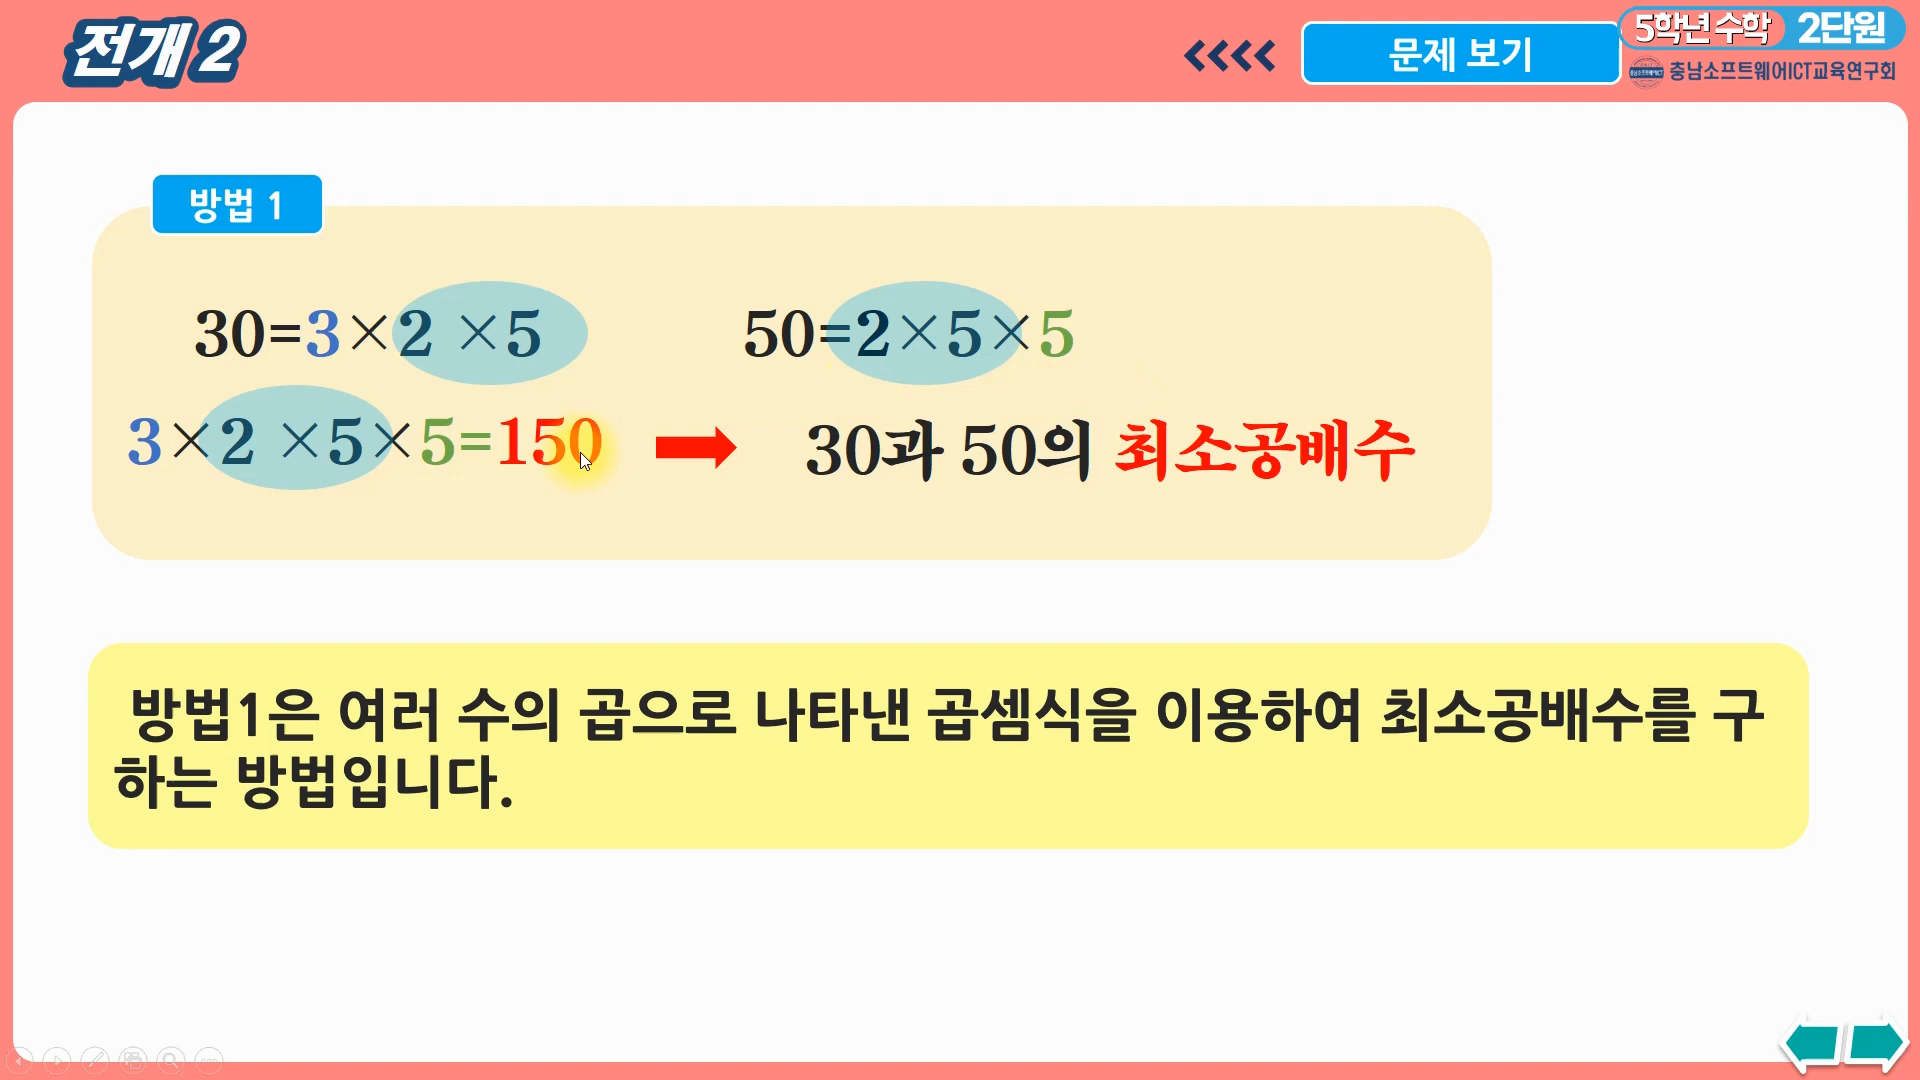 전개 2
문제 보기
5학년 수학 2단원
충남소프트웨어ICT교육연구회
방법 1
30=3×2 ×5
50=2×5×5
3×2 ×5×5=150
30과 50의 최소공배수
방법1은 여러 수의 곱으로 나타낸 곱셈식을 이용하여 최소공배수를 구
하는 방법입니다.